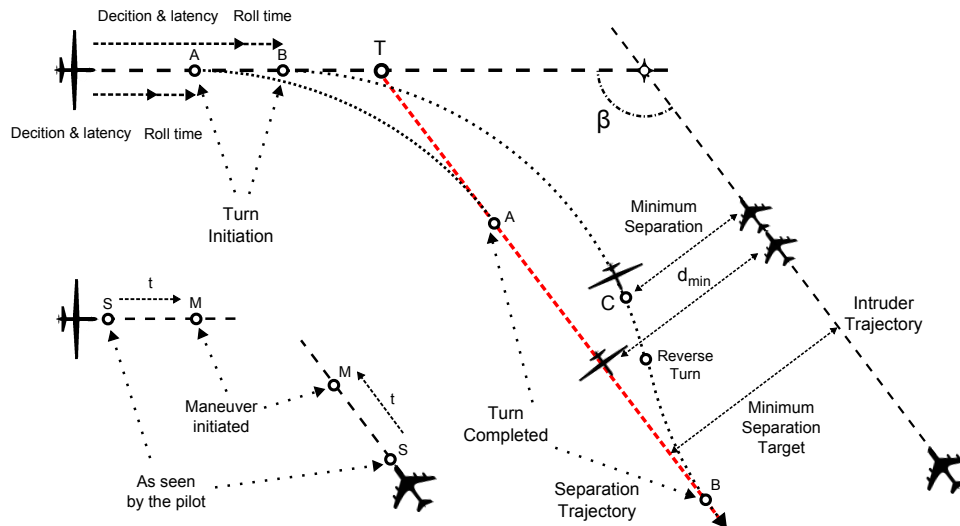 Decition & latency Roll time
A
B
T
Decition & latency Roll time
β
Turn
Initiation
A
Minimum
Separation
d_min
C
Intruder
Trajectory
t
S
M
Reverse
Turn
M
t
Maneuver
initiated
Turn
Completed
Minimum
Separation
Target
S
As seen
by the pilot
Separation
Trajectory
B